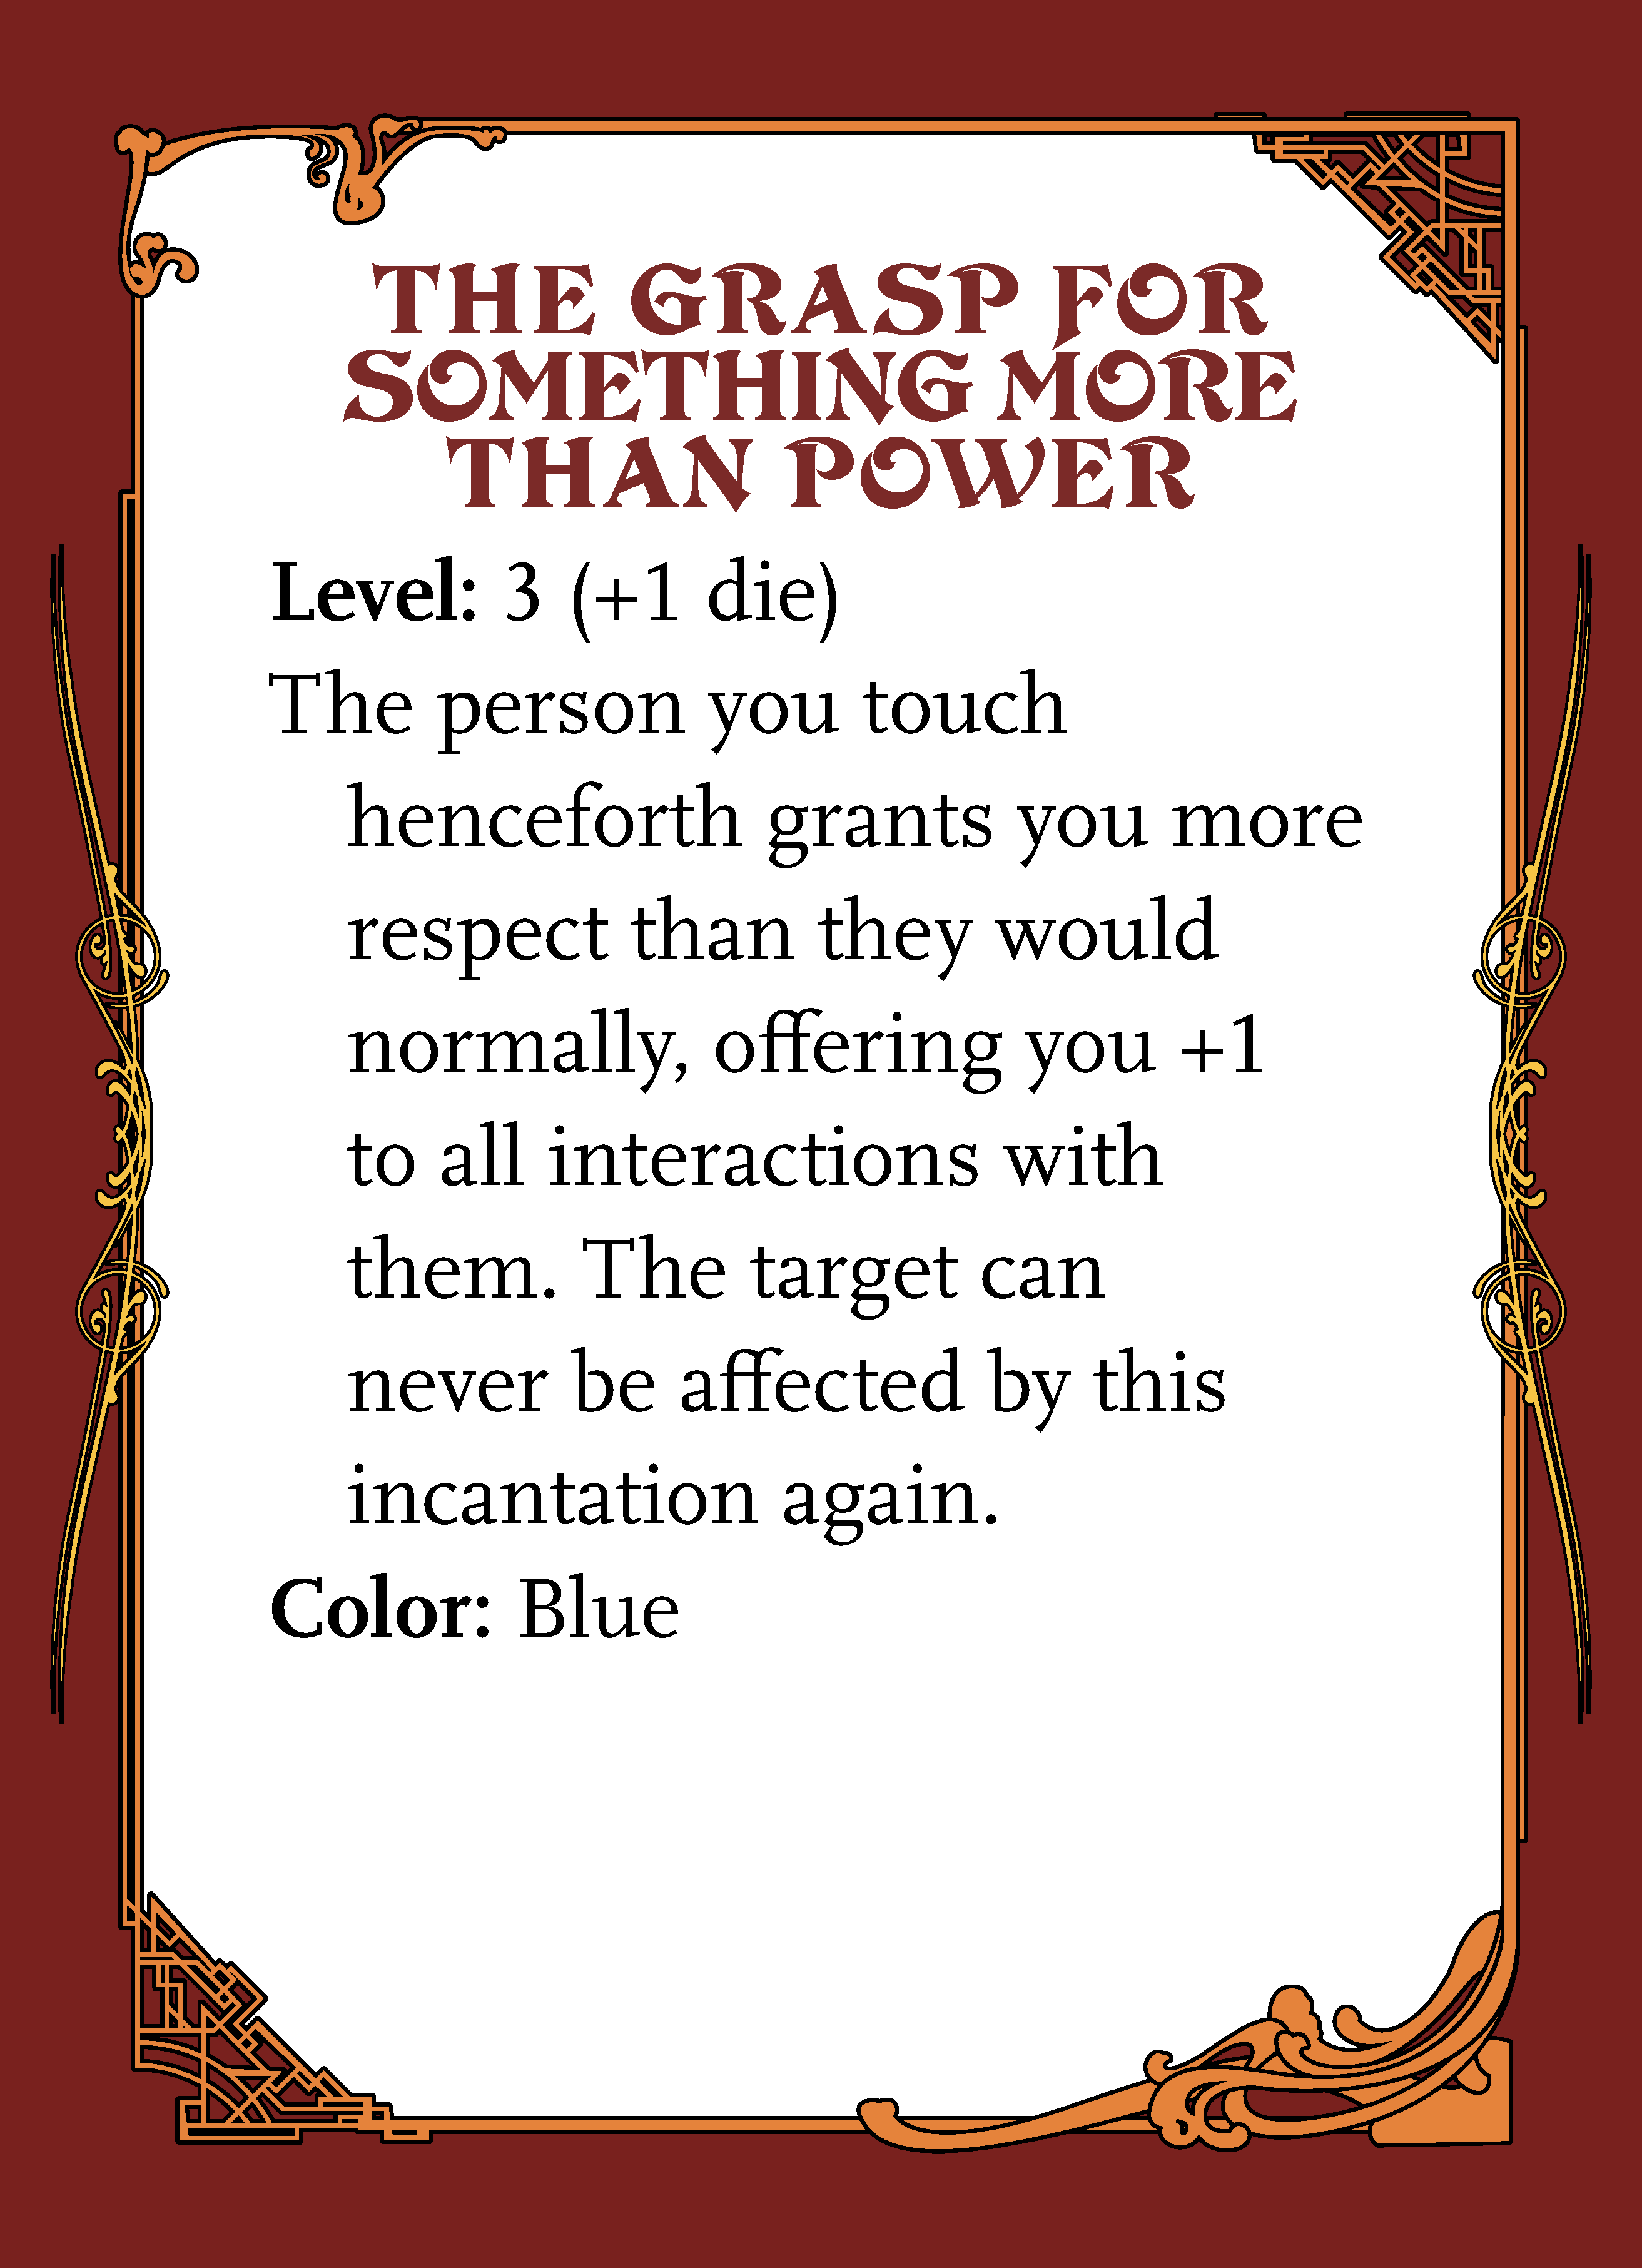 THE GRASP FOR
SOMETHING MORE
THAN POWER
Level: 3 (+1 die)
The person you touch
henceforth grants you more
respect than they would
normally, offering you +1
to all interactions with
them. The target can
never be affected by this
incantation again.
Color: Blue